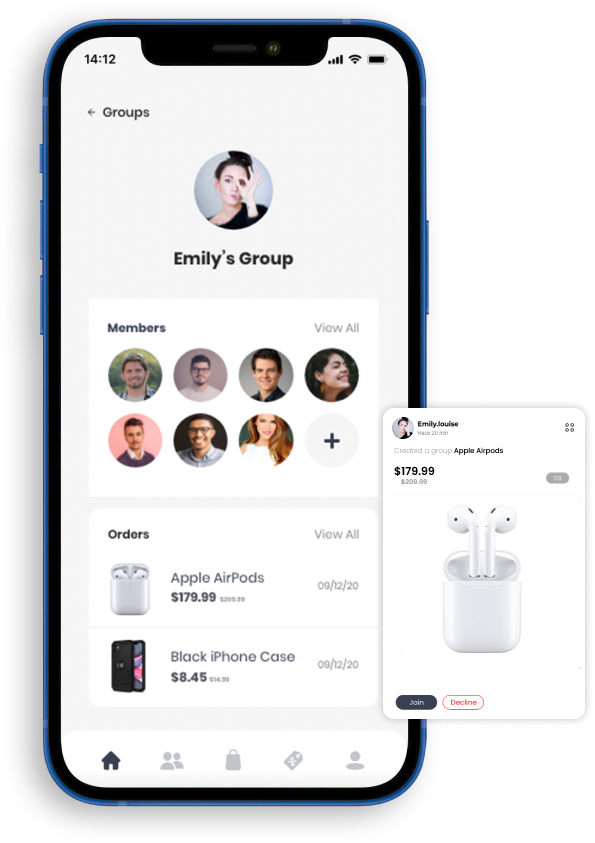 14:12
Groups
Emily's Group
Members View All
Orders View All
Apple AirPods
$179.99 $209.99
09/12/20
Black iPhone Case
$8.45 $14.99
09/12/20
Emily.louise
Hace 20 min
Created a group Apple Airpods
$179.99
$209.99
1/3
Join Decline